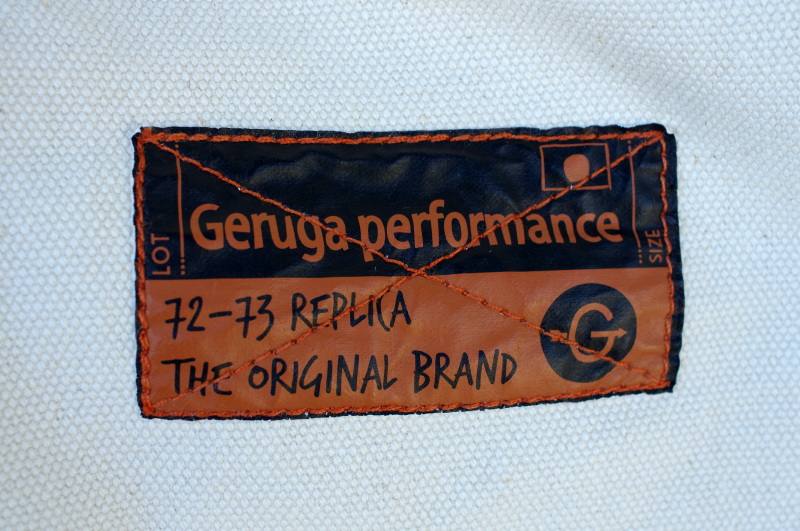 Geruga performance
LOT
SIZE
72-73 REPLICA
THE ORIGINAL BRAND
G